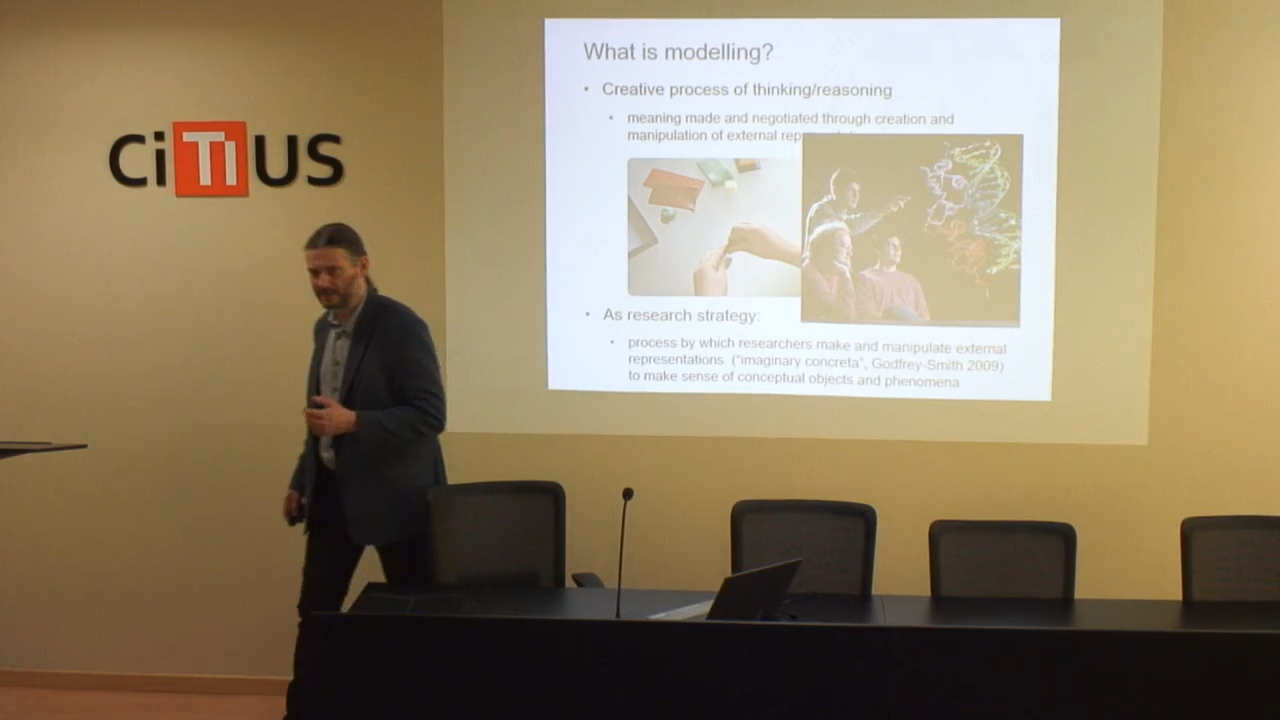 CiTIUS
What is modelling?
• Creative process of thinking/reasoning
• meaning made and negotiated through creation and
manipulation of external
• As research strategy:
• process by which researchers make and manipulate external
representations ("imaginary concreta", Godfrey-Smith 2009)
to make sense of conceptual objects and phenomena